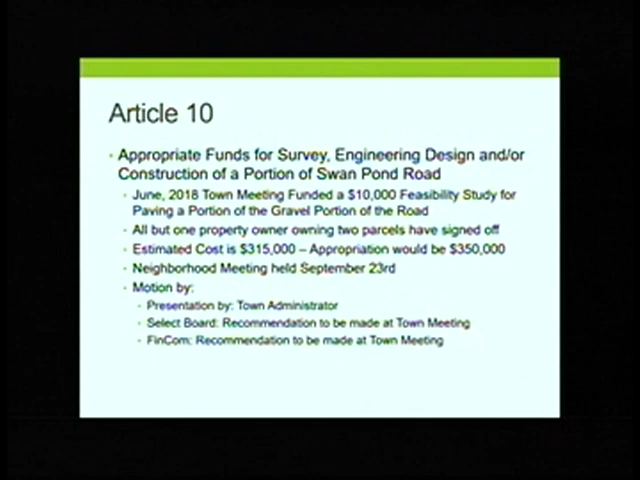 Article 10
Appropriate Funds for Survey, Engineering Design and/or
Construction of a Portion of Swan Pond Road
June, 2018 Town Meeting Funded a $10,000 Feasibility Study for
Paving a Portion of the Gravel Portion of the Road
All but one property owner owning two parcels have signed off
Estimated Cost is $315,000 – Appropriation would be $350,000
Neighborhood Meeting held September 23rd
Motion by:
Presentation by: Town Administrator
Select Board: Recommendation to be made at Town Meeting
FinCom: Recommendation to be made at Town Meeting